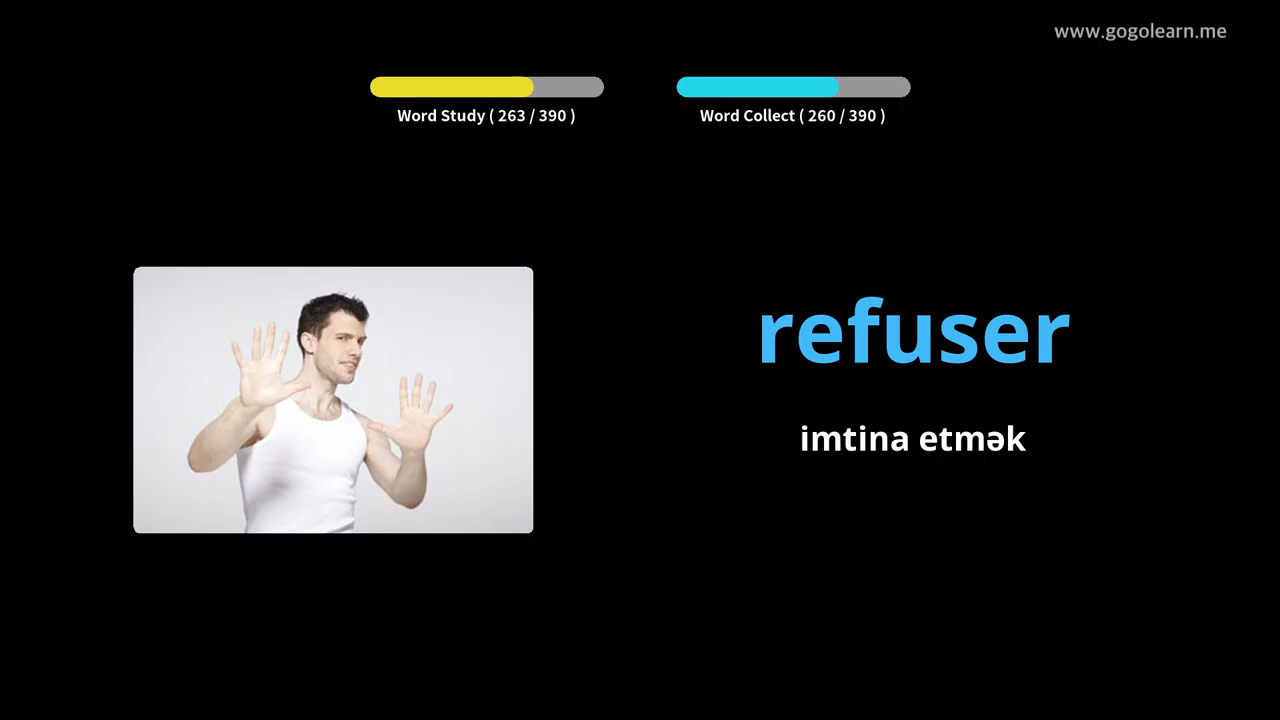 www.gogolearn.me
Word Study ( 263 / 390 )
Word Collect ( 260 / 390 )
refuser
imtina etmək